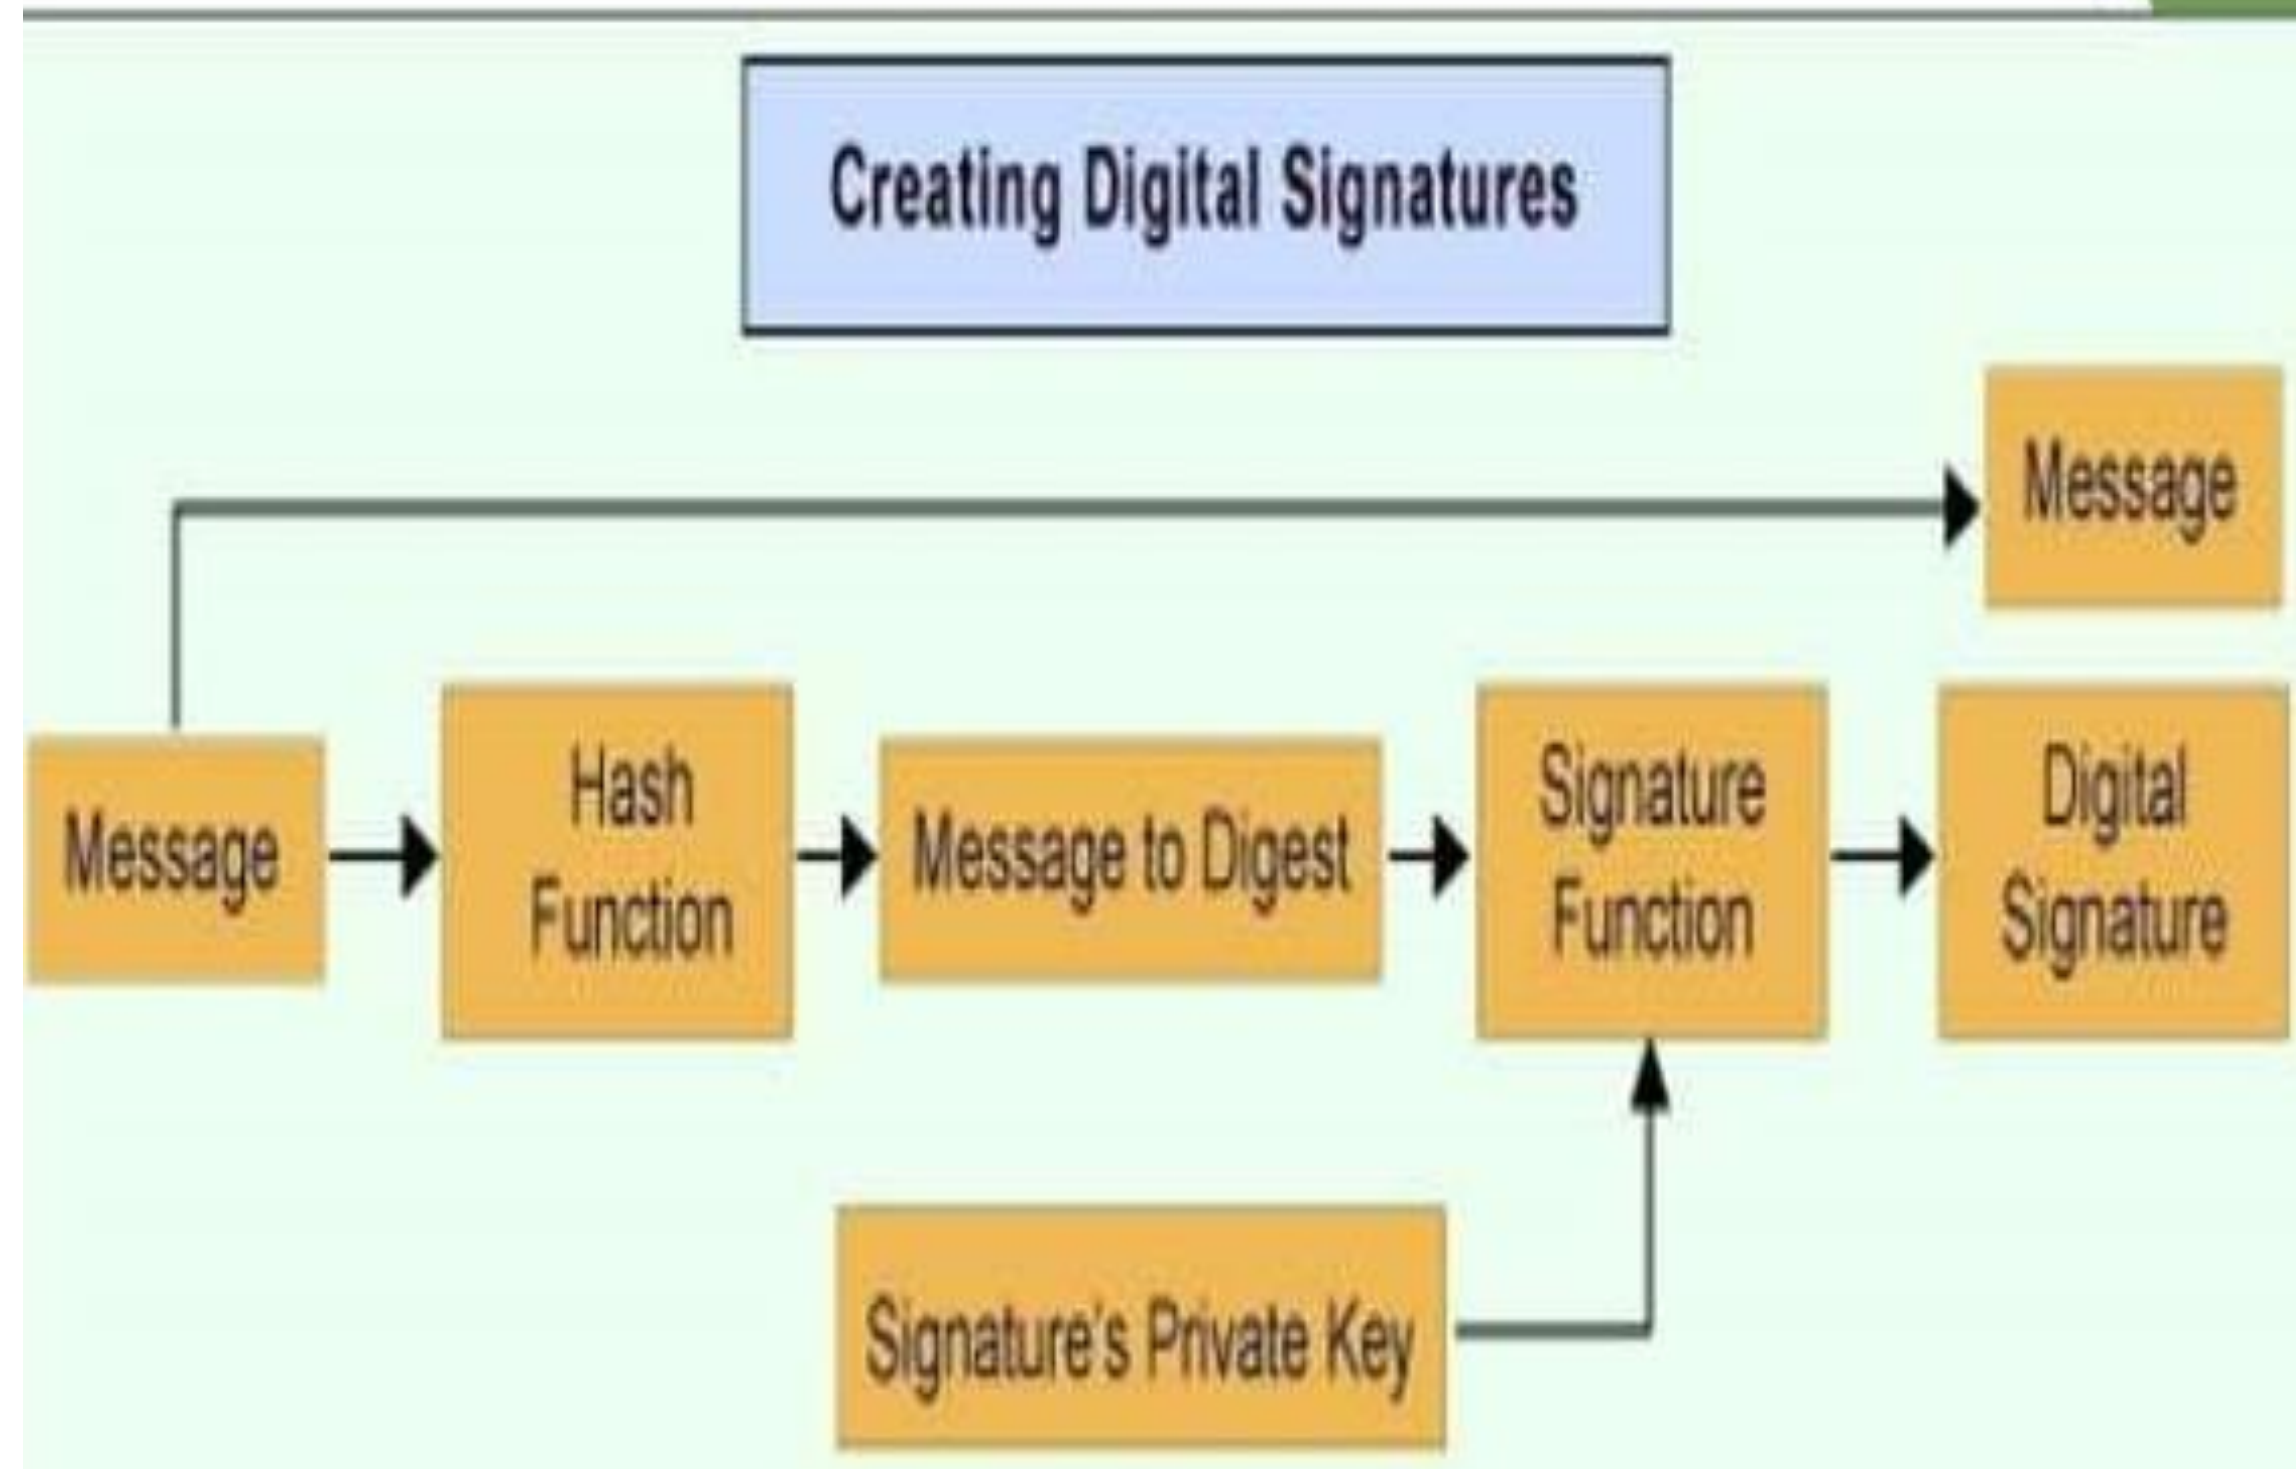 Creating Digital Signatures
Message
Message
Hash
Function
Message to Digest
Signature
Function
Digital
Signature
Signature's Private Key